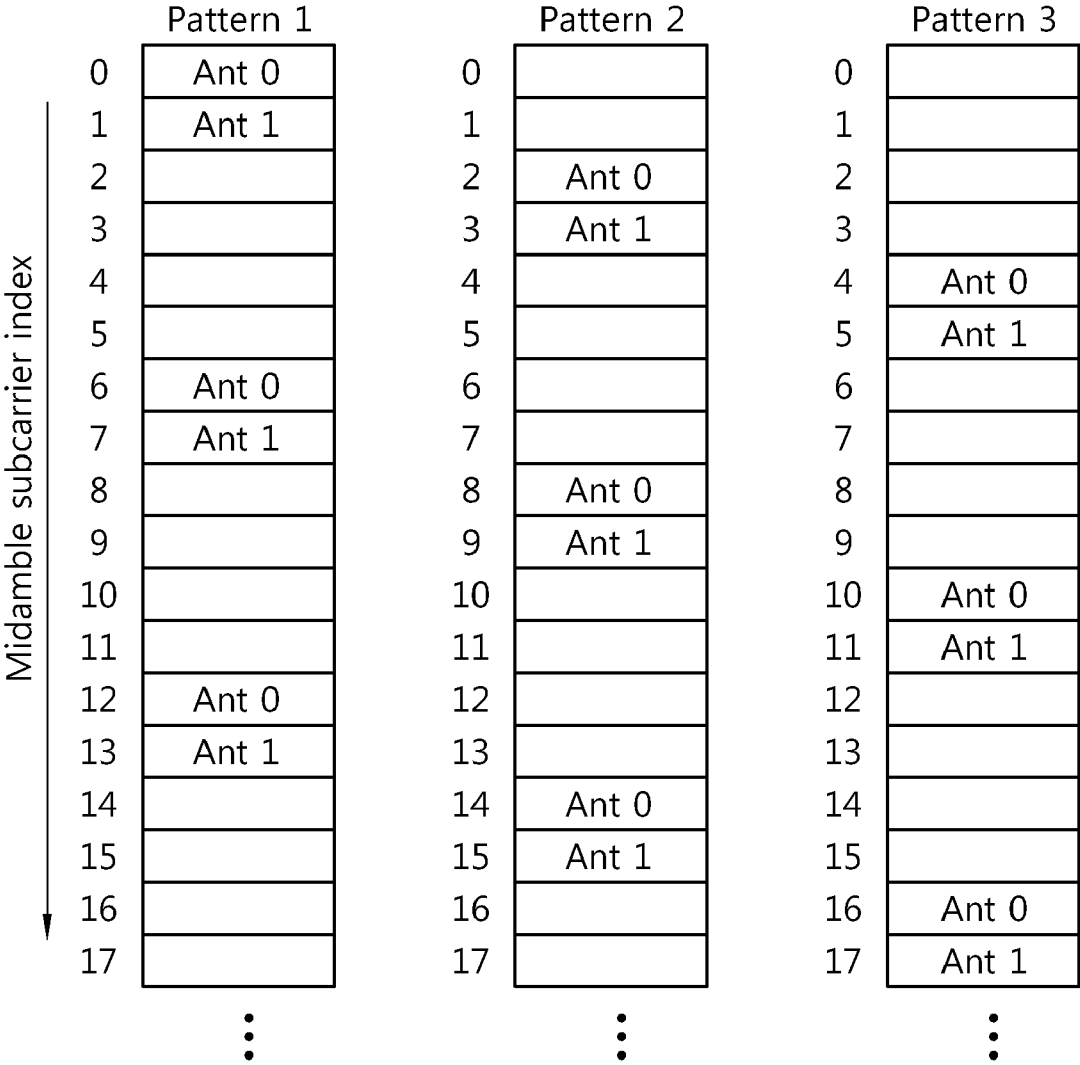 Pattern 1 Pattern 2 Pattern 3
0 Ant 0 0 0
1 Ant 1 1 1
2 2 Ant 0 2
3 3 Ant 1 3
4 4 4 Ant 0
5 5 5 Ant 1
6 Ant 0 6 6
7 Ant 1 7 7
8 8 Ant 0 8
9 9 Ant 1 9
10 10 10 Ant 0
11 11 11 Ant 1
12 Ant 0 12 12
13 Ant 1 13 13
14 14 Ant 0 14
15 15 Ant 1 15
16 16 16 Ant 0
17 17 17 Ant 1
Midamble subcarrier index